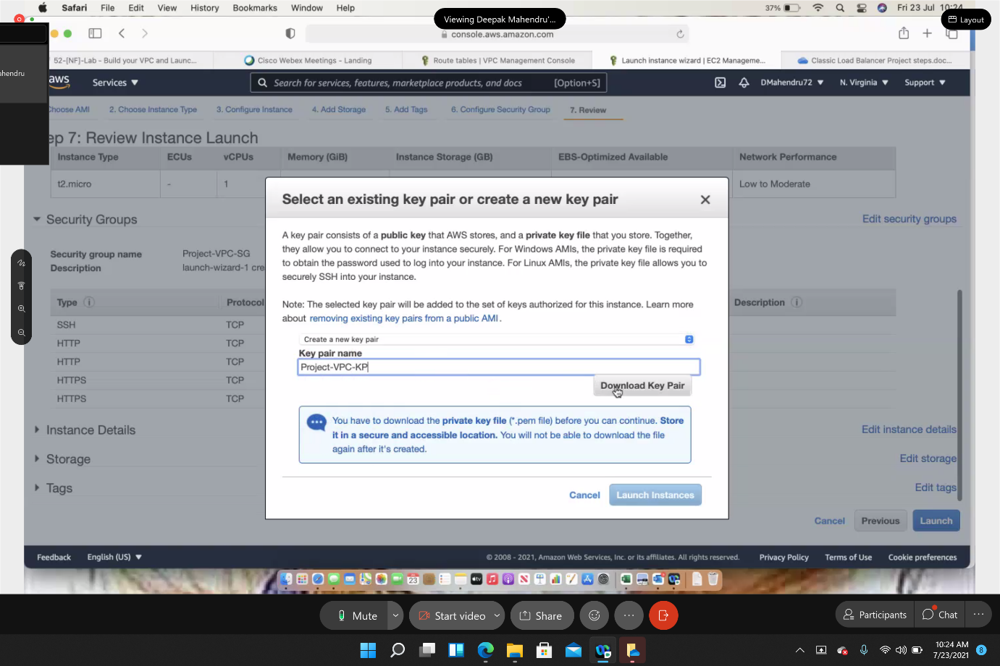 Safari File Edit View History Bookmarks Window Help
37% Fri 23 Jul 10:24
Viewing Deepak Mahendru'...
Layout
console.aws.amazon.com
52-[NF]-Lab - Build your VPC and Launc...
Cisco Webex Meetings - Landing
Route tables | VPC Management Console
Launch instance wizard | EC2 Manageme...
Classic Load Balancer Project steps.doc...
ahendru
aws
Services
Search for services, features, marketplace products, and docs [Option+S]
DMahendru72
N. Virginia
Support
hoose AMI
2. Choose Instance Type
3. Configure Instance
4. Add Storage
5. Add Tags
6. Configure Security Group
7. Review
ep 7: Review Instance Launch
Instance Type ECUs vCPUs Memory (GiB) Instance Storage (GB) EBS-Optimized Available Network Performance
t2.micro - 1 Low to Moderate
Security Groups
Edit security groups
Security group name Project-VPC-SG
Description launch-wizard-1 cre
Type Protocol Description
SSH TCP
HTTP TCP
HTTP TCP
HTTPS TCP
HTTPS TCP
Instance Details
Edit instance details
Storage
Edit storage
Tags
Edit tags
Select an existing key pair or create a new key pair
A key pair consists of a public key that AWS stores, and a private key file that you store. Together,
they allow you to connect to your instance securely. For Windows AMIs, the private key file is required
to obtain the password used to log into your instance. For Linux AMIs, the private key file allows you to
securely SSH into your instance.
Note: The selected key pair will be added to the set of keys authorized for this instance. Learn more
about removing existing key pairs from a public AMI.
Create a new key pair
Key pair name
Project-VPC-KP
Download Key Pair
You have to download the private key file (*.pem file) before you can continue. Store
it in a secure and accessible location. You will not be able to download the file
again after it's created.
Cancel Launch Instances
Cancel Previous Launch
Feedback English (US)
© 2008 - 2021, Amazon Web Services, Inc. or its affiliates. All rights reserved. Privacy Policy Terms of Use Cookie preferences
23
Mute Start video Share
Participants Chat
10:24 AM
7/23/2021
8